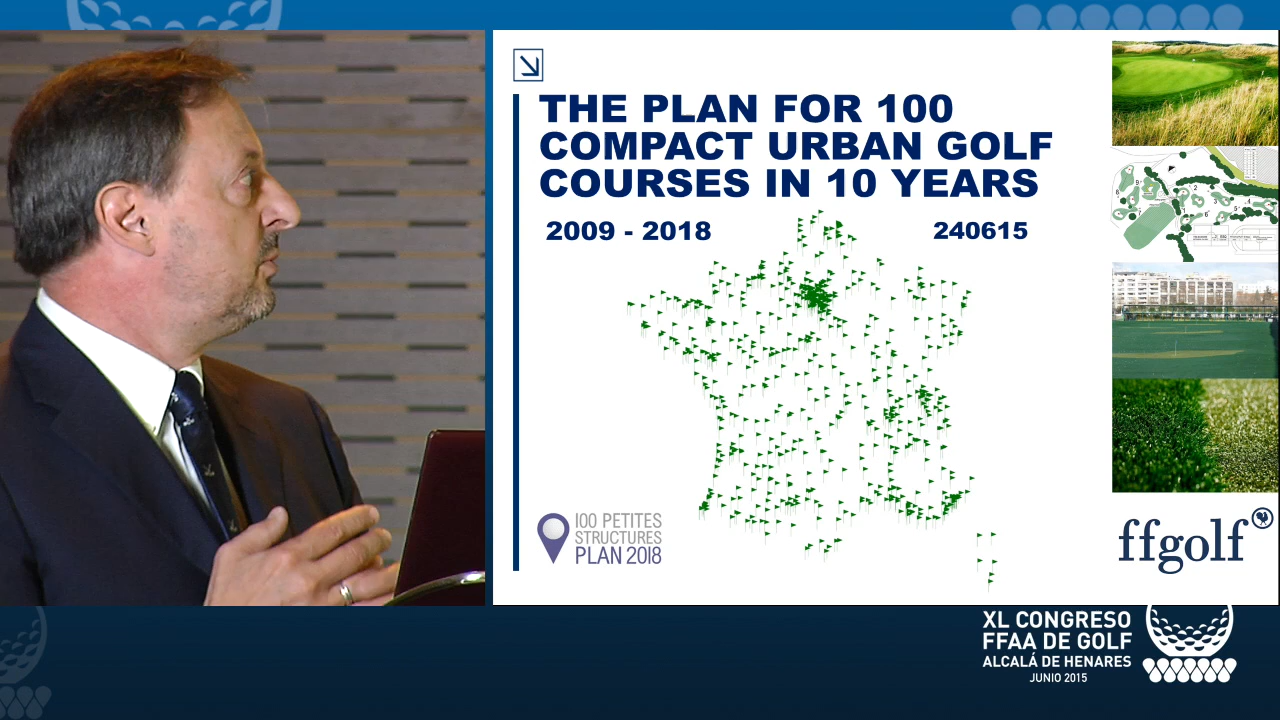 THE PLAN FOR 100
COMPACT URBAN GOLF
COURSES IN 10 YEARS
2009 - 2018
240615
100 PETITES
STRUCTURES
PLAN 2018
ffgolf
XL CONGRESO
FFAA DE GOLF
ALCALÁ DE HENARES
JUNIO 2015